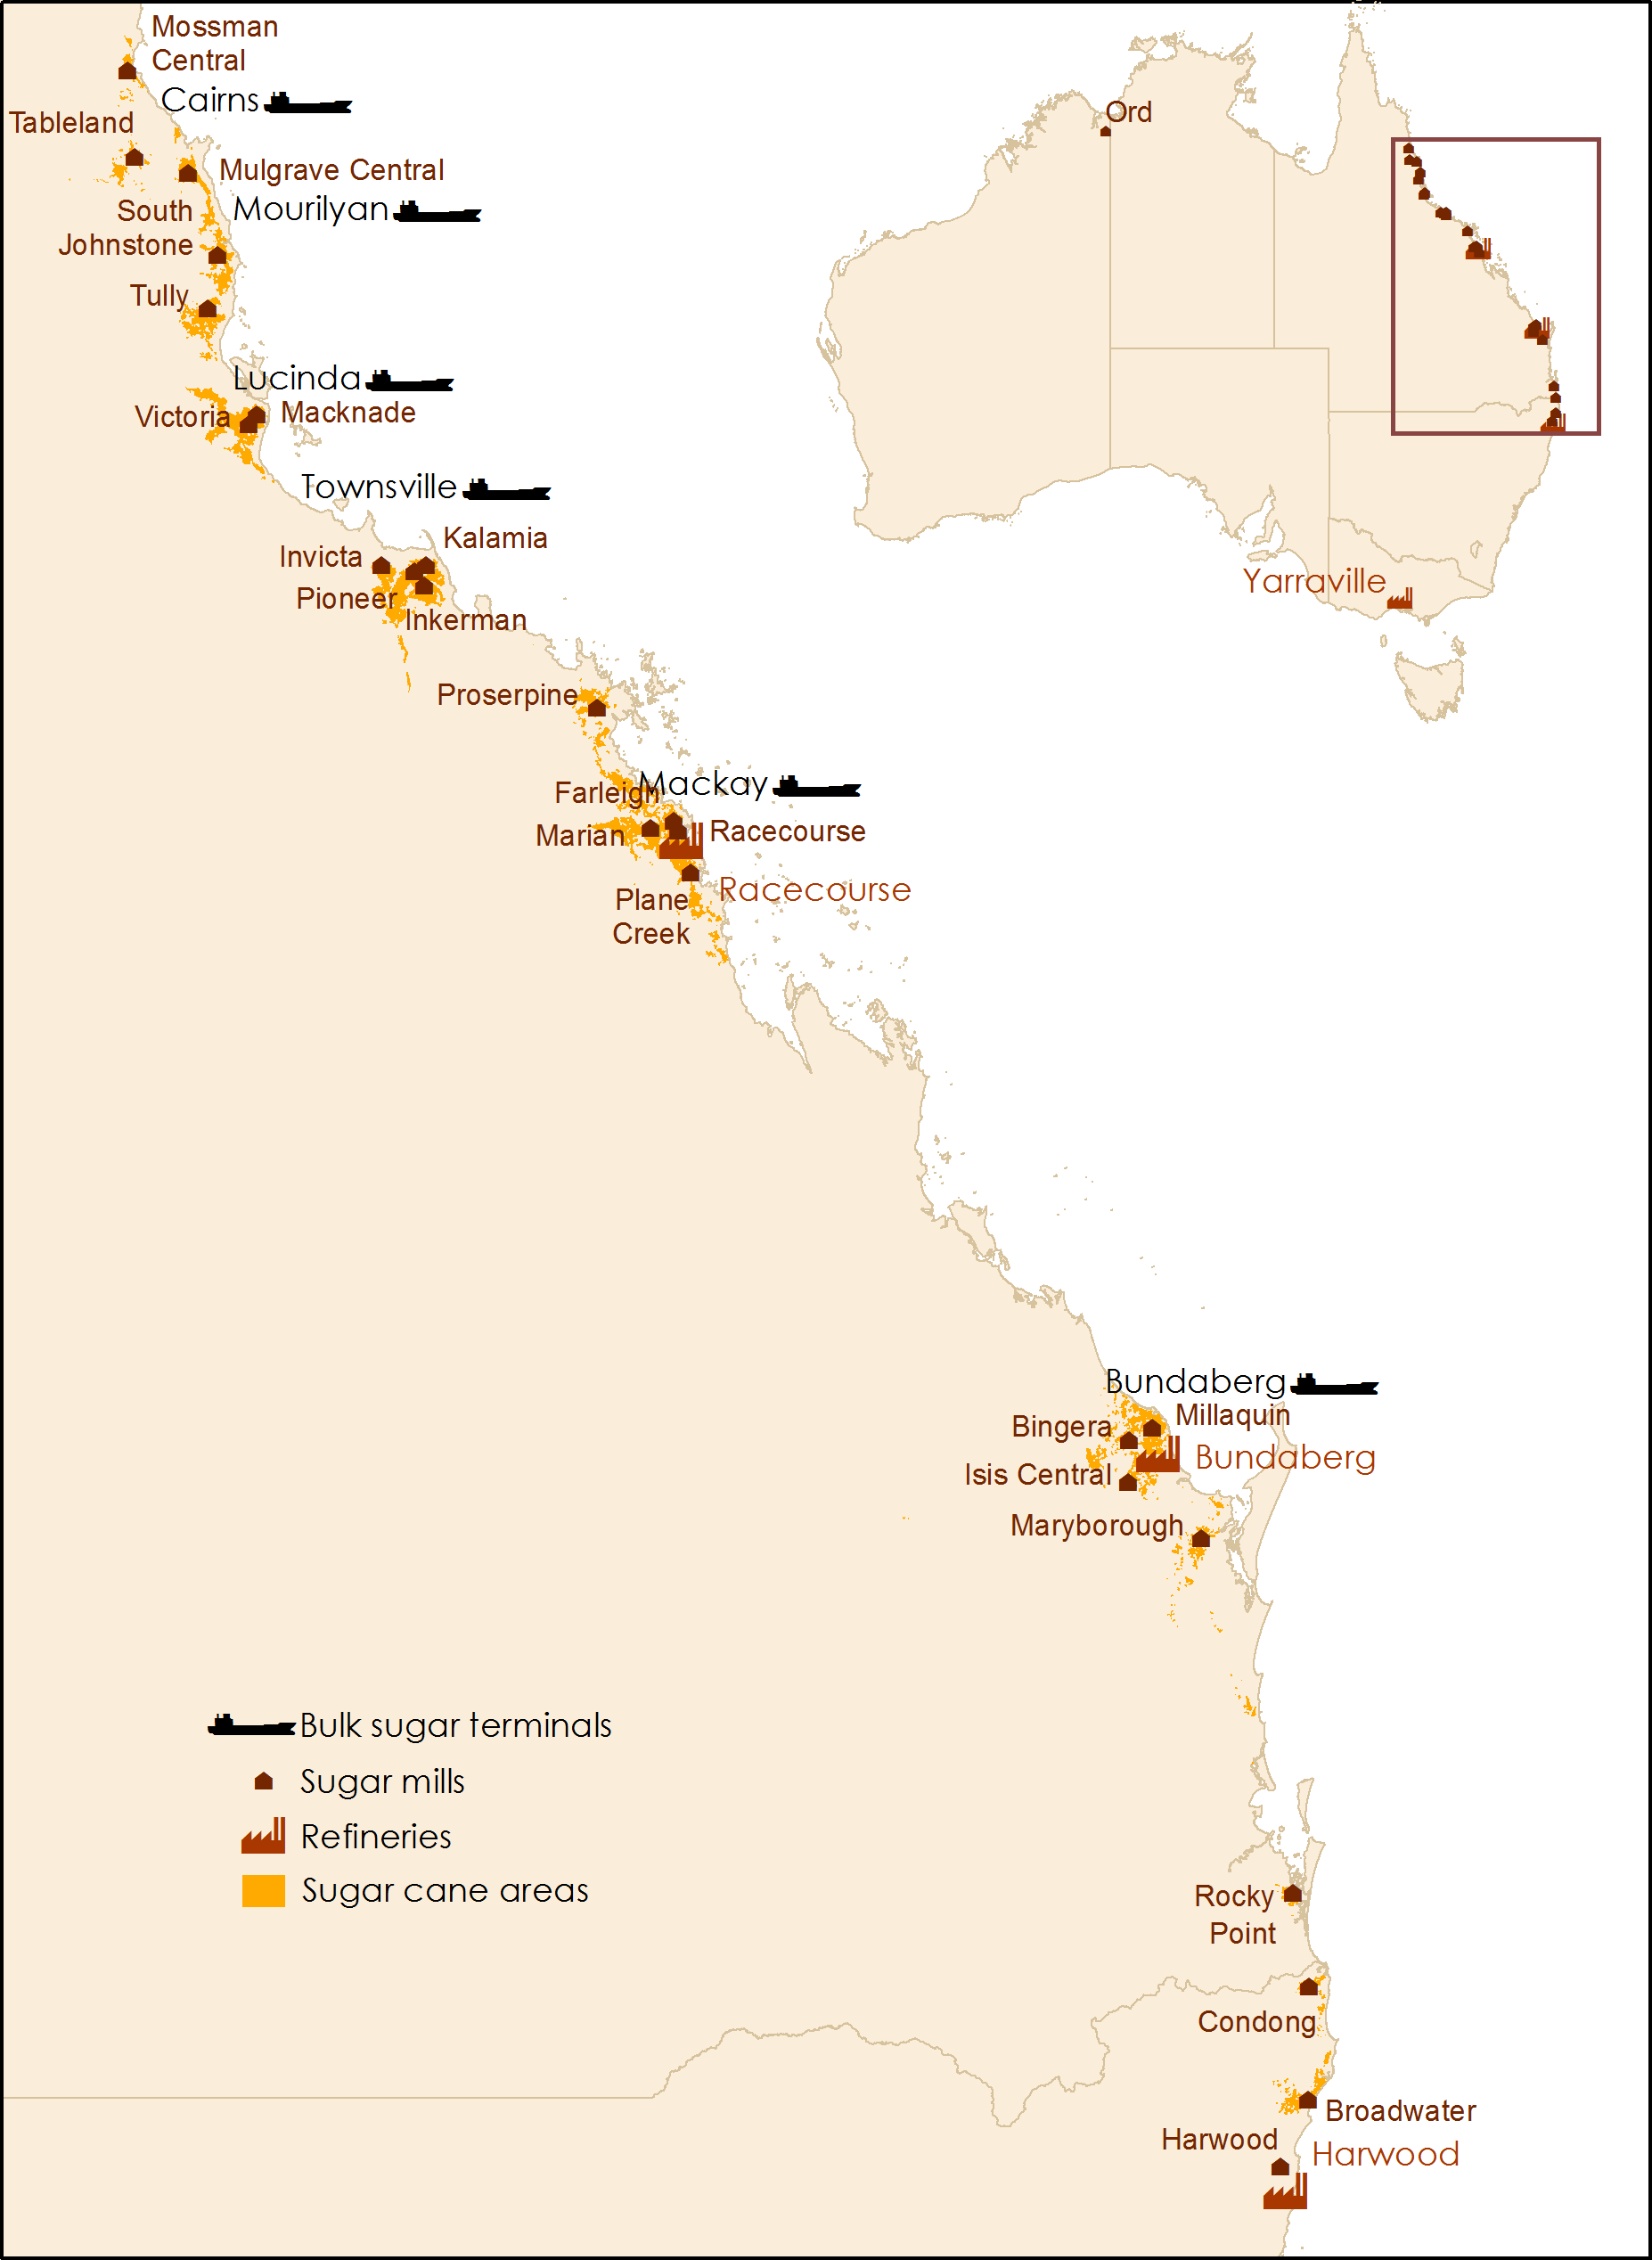 Mossman
Central
Cairns
Tableland
Mulgrave Central
South
Johnstone
Mourilyan
Tully
Lucinda
Victoria
Macknade
Townsville
Kalamia
Invicta
Pioneer
Inkerman
Proserpine
Mackay
Farleigh
Marian
Racecourse
Racecourse
Plane
Creek
Ord
Yarraville
Bundaberg
Millaquin
Bingera
Bundaberg
Isis Central
Maryborough
Bulk sugar terminals
Sugar mills
Refineries
Sugar cane areas
Rocky
Point
Condong
Broadwater
Harwood
Harwood